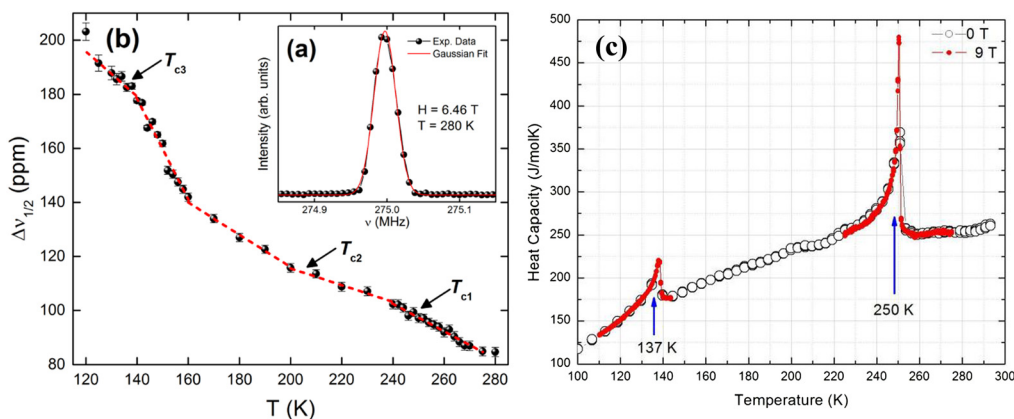 (b)
T_c3
T_c2
T_c1
Δν_1/2 (ppm)
200
180
160
140
120
100
80
120 140 160 180 200 220 240 260 280
T (K)
(a)
Exp. Data
Gaussian Fit
H = 6.46 T
T = 280 K
Intensity (arb. units)
274.9 275.0 275.1
ν (MHz)
(c)
0 T
9 T
Heat Capacity (J/molK)
500
450
400
350
300
250
200
150
100
137 K
250 K
100 120 140 160 180 200 220 240 260 280 300
Temperature (K)